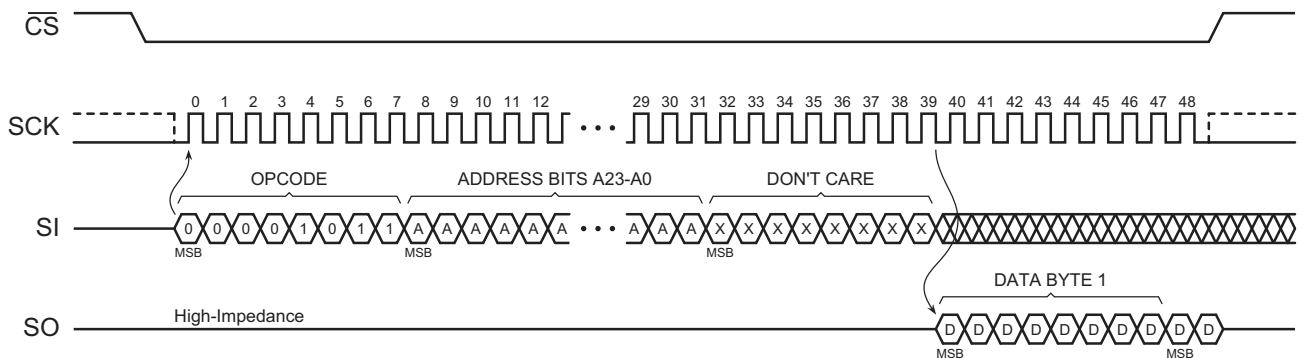 CS
0 1 2 3 4 5 6 7 8 9 10 11 12 29 30 31 32 33 34 35 36 37 38 39 40 41 42 43 44 45 46 47 48
SCK
OPCODE ADDRESS BITS A23-A0 DON'T CARE
SI 0 0 0 0 1 0 1 1 A A A A A A A A A X X X X X X X X
MSB MSB MSB
DATA BYTE 1
High-Impedance
SO D D D D D D D D D D
MSB MSB